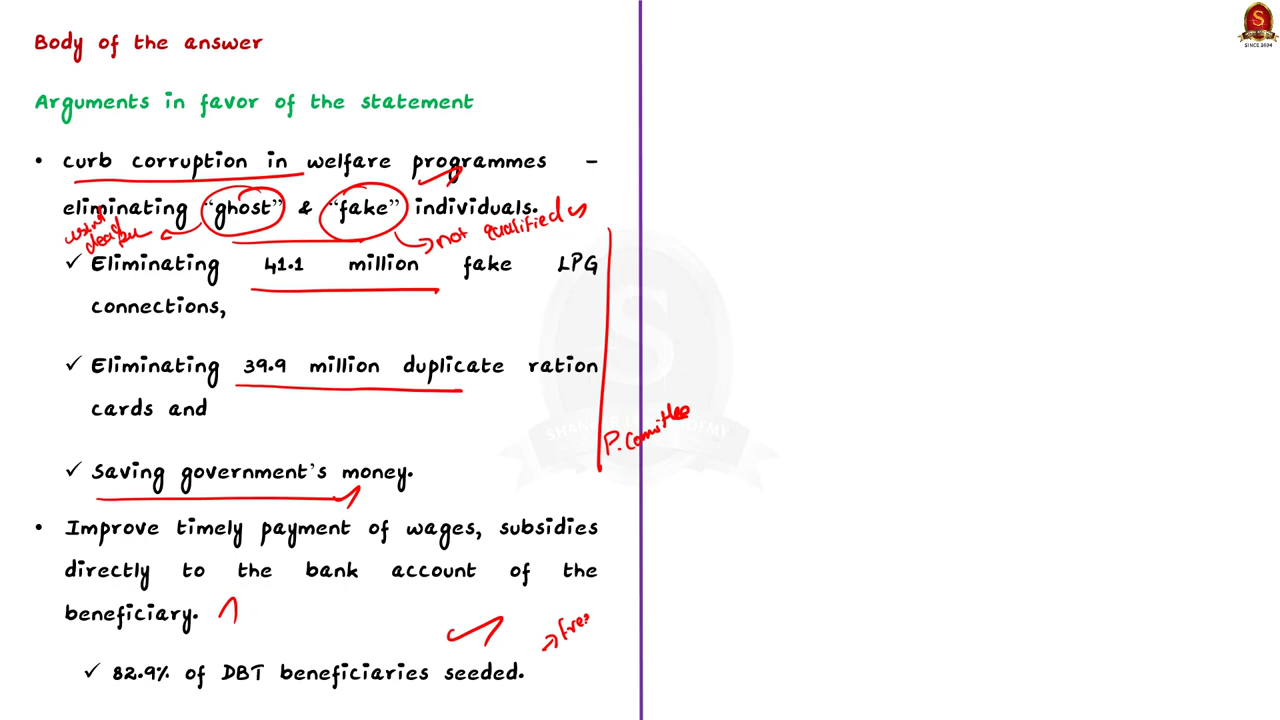 Body of the answer
Arguments in favor of the statement
• curb corruption in welfare programmes –
eliminating “ghost” & “fake” individuals.
not qualified
✓ Eliminating 41.1 million fake LPG
connections,
✓ Eliminating 39.9 million duplicate ration
cards and
P. Committee
✓ Saving government's money.
• Improve timely payment of wages, subsidies
directly to the bank account of the
beneficiary.
✓ 82.9% of DBT beneficiaries seeded.
SINCE 2004